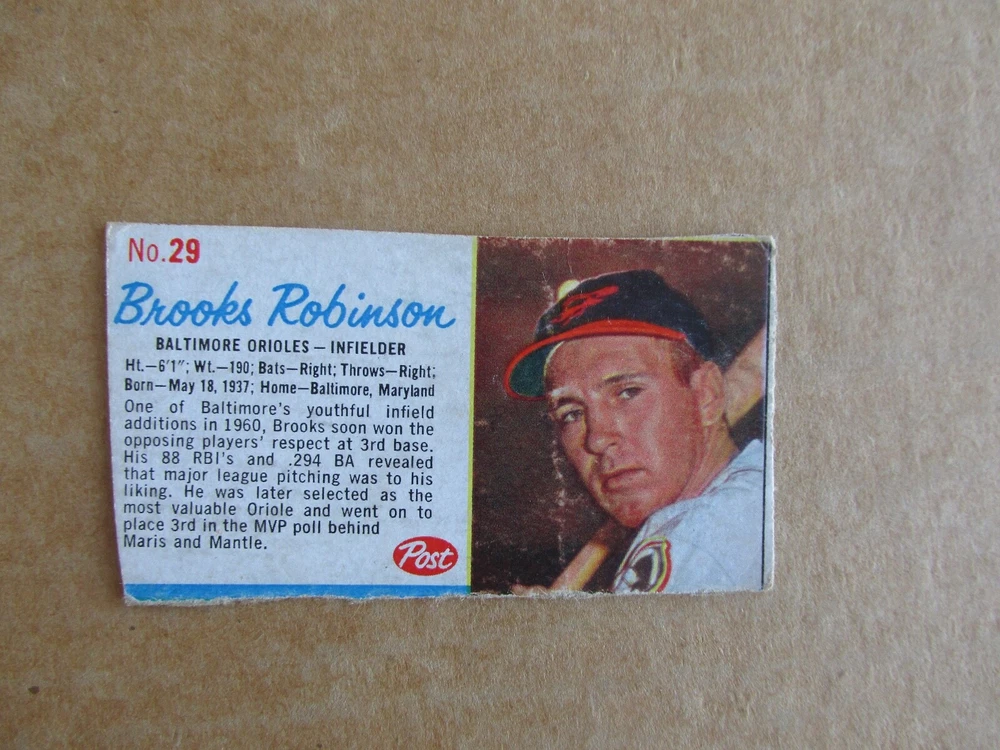 No.29
Brooks Robinson
BALTIMORE ORIOLES — INFIELDER
Ht.—6'1"; Wt.—190; Bats—Right; Throws—Right;
Born—May 18, 1937; Home—Baltimore, Maryland
One of Baltimore's youthful infield
additions in 1960, Brooks soon won the
opposing players' respect at 3rd base.
His 88 RBI's and .294 BA revealed
that major league pitching was to his
liking. He was later selected as the
most valuable Oriole and went on to
place 3rd in the MVP poll behind
Maris and Mantle.
Post